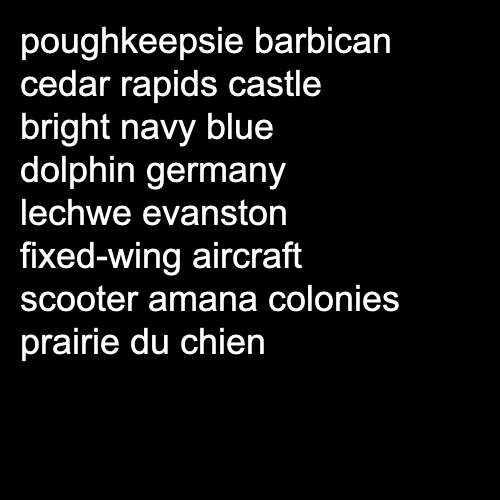 poughkeepsie barbican
cedar rapids castle
bright navy blue
dolphin germany
lechwe evanston
fixed-wing aircraft
scooter amana colonies
prairie du chien